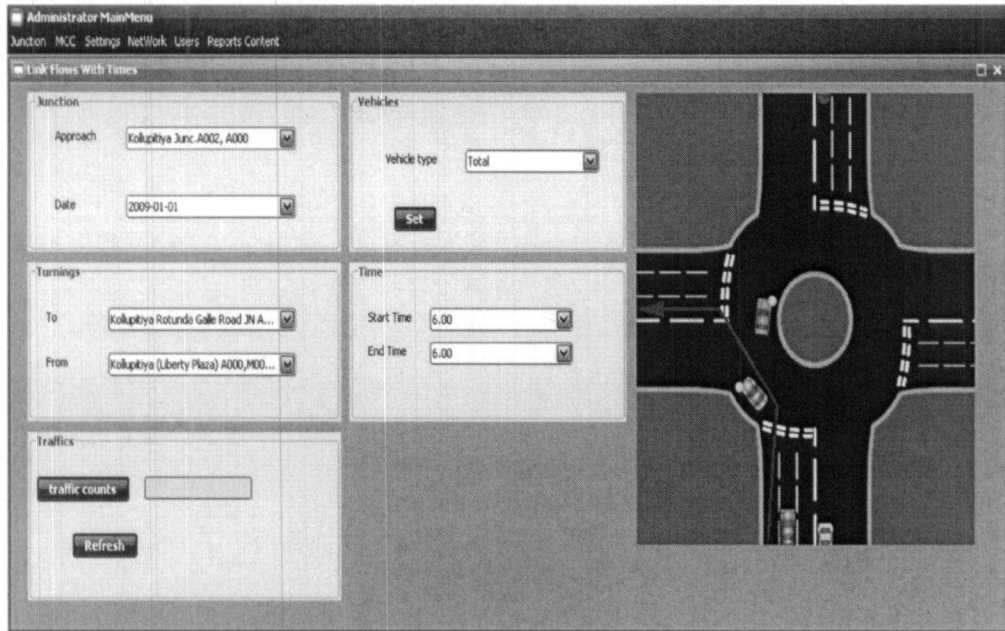 Administrator MainMenu
Junction MCC Settings NetWork Users Reports Content
Link Flows With Times
Junction
Approach Kollupitiya Junc.A002, A000
Date 2009-01-01
Vehicles
Vehicle type Total
Set
Turnings
To Kollupitiya Rotunda Galle Road JN A...
From Kollupitiya (Liberty Plaza) A000,M00...
Time
Start Time 6.00
End Time 6.00
Traffics
traffic counts
Refresh